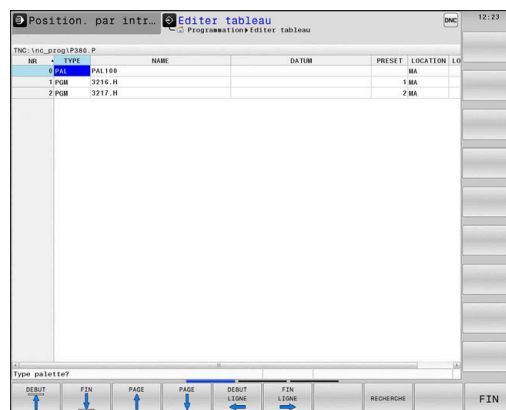 Position. par intr… Editer tableau DNC 12:23
Programmation▸Editer tableau
TNC:\nc_prog\P380.P
NR TYPE NAME DATUM PRESET LOCATION LO
0 PAL PAL100 MA
1 PGM 3216.H 1 MA
2 PGM 3217.H 2 MA
Type palette?
DEBUT FIN PAGE PAGE DEBUT LIGNE FIN LIGNE RECHERCHE FIN